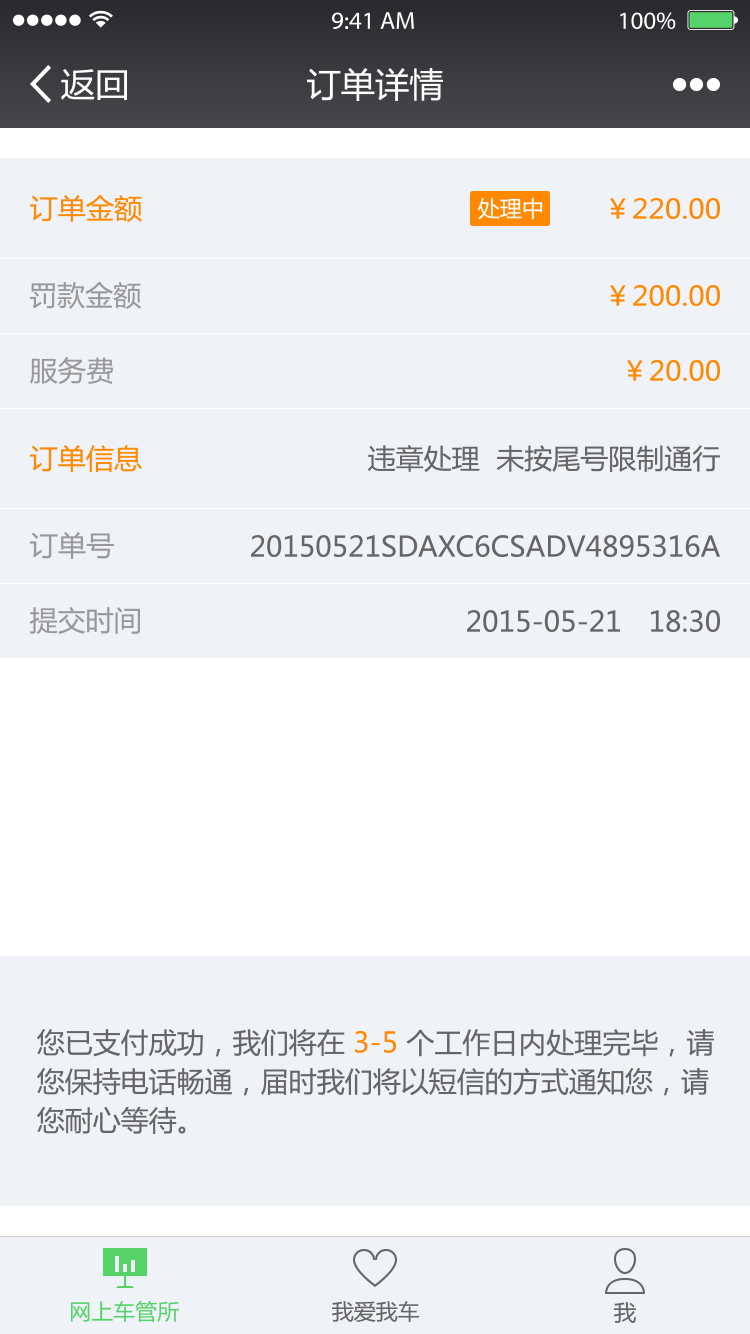 9:41 AM 100%
返回 订单详情
订单金额 处理中 ¥ 220.00
罚款金额 ¥ 200.00
服务费 ¥ 20.00
订单信息 违章处理 未按尾号限制通行
订单号 20150521SDAXC6CSADV4895316A
提交时间 2015-05-21 18:30
您已支付成功，我们将在 3-5 个工作日内处理完毕，请
您保持电话畅通，届时我们将以短信的方式通知您，请
您耐心等待。
网上车管所 我爱我车 我